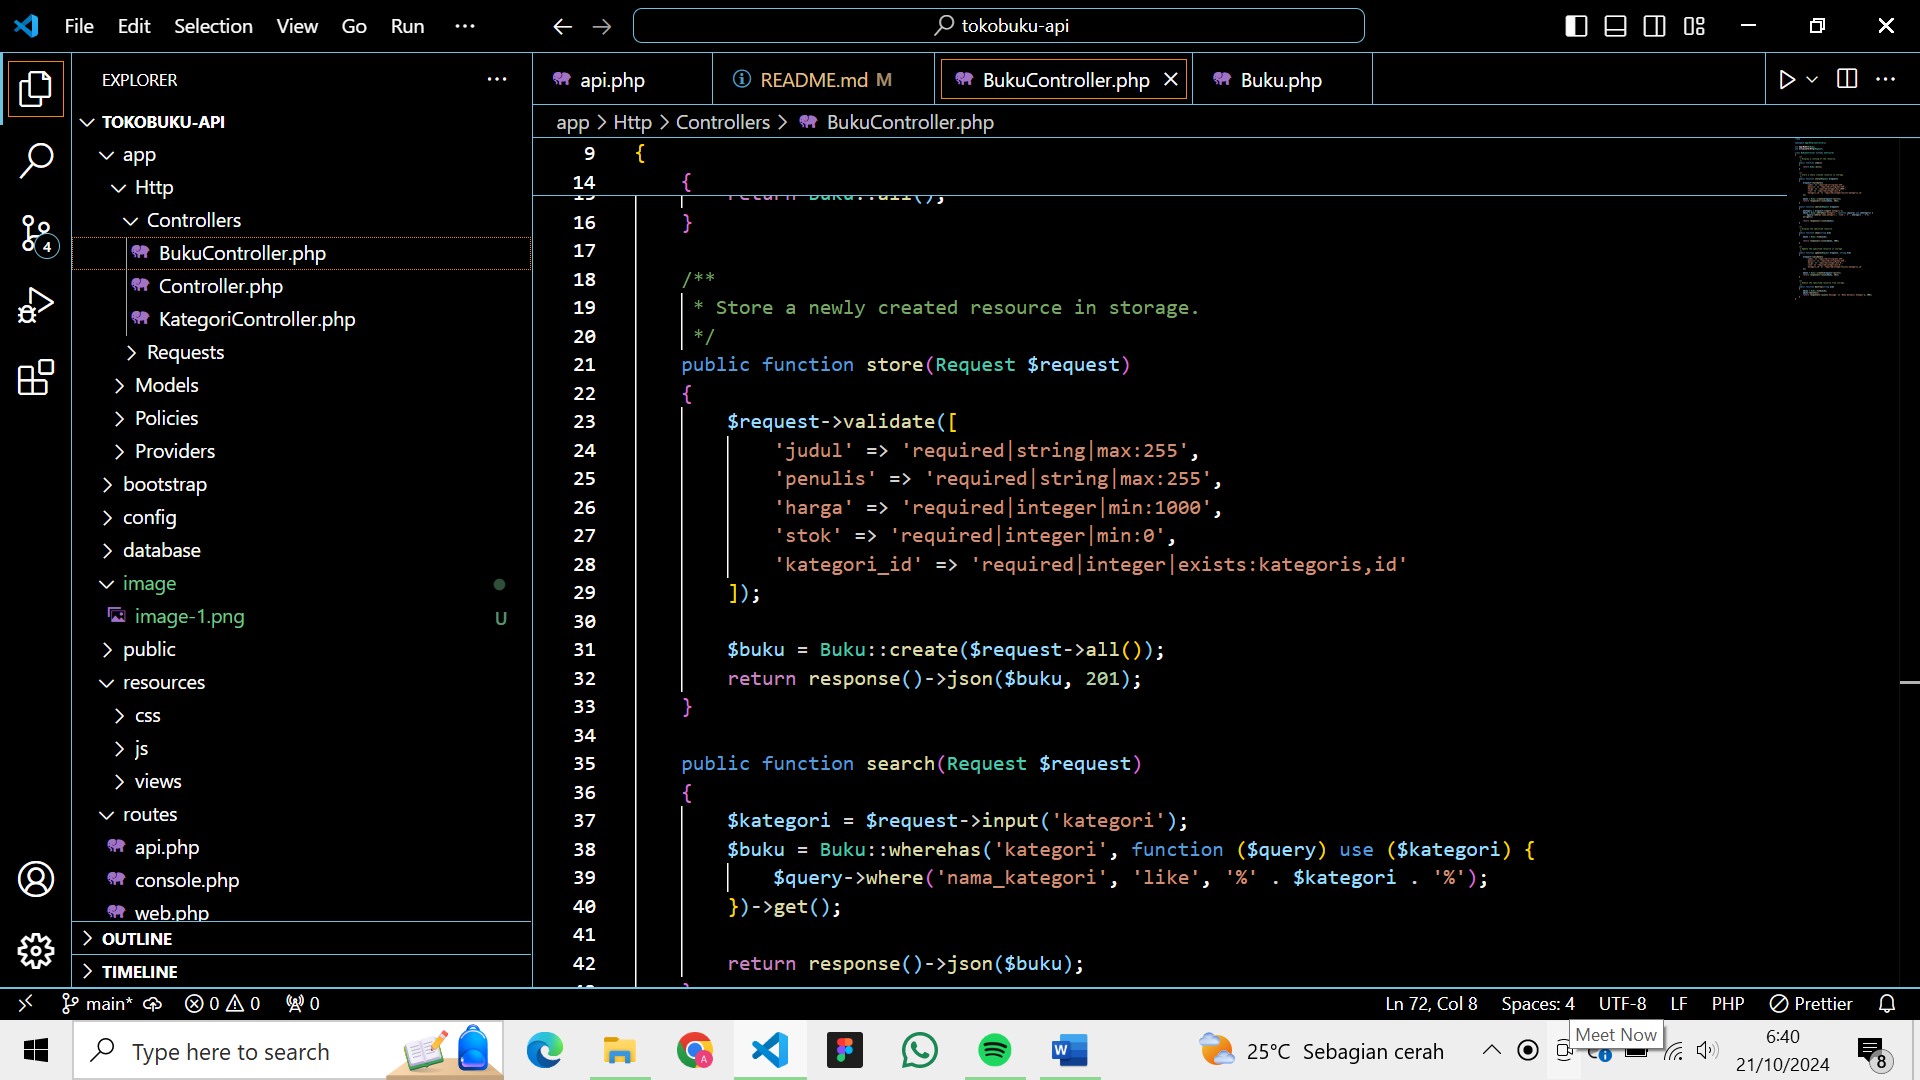 File Edit Selection View Go Run ···
tokobuku-api
EXPLORER
TOKOBUKU-API
app
Http
Controllers
BukuController.php
Controller.php
KategoriController.php
Requests
Models
Policies
Providers
bootstrap
config
database
image
image-1.png U
public
resources
css
js
views
routes
api.php
console.php
web.php
OUTLINE
TIMELINE
4
api.php README.md M BukuController.php Buku.php
app > Http > Controllers > BukuController.php
9 {
14 {
15 return Buku::all();
16 }
17
18 /**
19 * Store a newly created resource in storage.
20 */
21 public function store(Request $request)
22 {
23 $request->validate([
24 'judul' => 'required|string|max:255',
25 'penulis' => 'required|string|max:255',
26 'harga' => 'required|integer|min:1000',
27 'stok' => 'required|integer|min:0',
28 'kategori_id' => 'required|integer|exists:kategoris,id'
29 ]);
30
31 $buku = Buku::create($request->all());
32 return response()->json($buku, 201);
33 }
34
35 public function search(Request $request)
36 {
37 $kategori = $request->input('kategori');
38 $buku = Buku::wherehas('kategori', function ($query) use ($kategori) {
39 $query->where('nama_kategori', 'like', '%' . $kategori . '%');
40 })->get();
41
42 return response()->json($buku);
main* 0 0 0 Ln 72, Col 8 Spaces: 4 UTF-8 LF PHP Prettier
Meet Now
Type here to search
25°C Sebagian cerah
6:40
21/10/2024
8